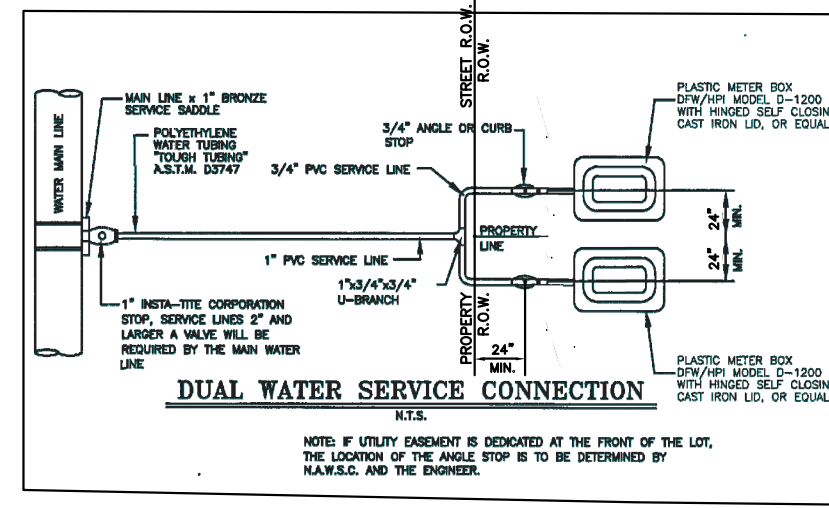 STREET R.O.W.
R.O.W.
MAIN LINE x 1" BRONZE
SERVICE SADDLE
WATER MAIN LINE
POLYETHYLENE
WATER TUBING
"TOUGH TUBING"
A.S.T.M. D3747
3/4" ANGLE OR CURB
STOP
3/4" PVC SERVICE LINE
PLASTIC METER BOX
DFW/HPI MODEL D-1200
WITH HINGED SELF CLOSIN
CAST IRON LID, OR EQUAL
PROPERTY
LINE
24"
MIN.
24"
MIN.
1" PVC SERVICE LINE
1"x3/4"x3/4"
U-BRANCH
1" INSTA-TITE CORPORATION
STOP, SERVICE LINES 2" AND
LARGER A VALVE WILL BE
REQUIRED BY THE MAIN WATER
LINE
PROPERTY
R.O.W.
24"
MIN.
PLASTIC METER BOX
DFW/HPI MODEL D-1200
WITH HINGED SELF CLOSIN
CAST IRON LID, OR EQUAL
DUAL WATER SERVICE CONNECTION
N.T.S.
NOTE: IF UTILITY EASEMENT IS DEDICATED AT THE FRONT OF THE LOT,
THE LOCATION OF THE ANGLE STOP IS TO BE DETERMINED BY
N.A.W.S.C. AND THE ENGINEER.